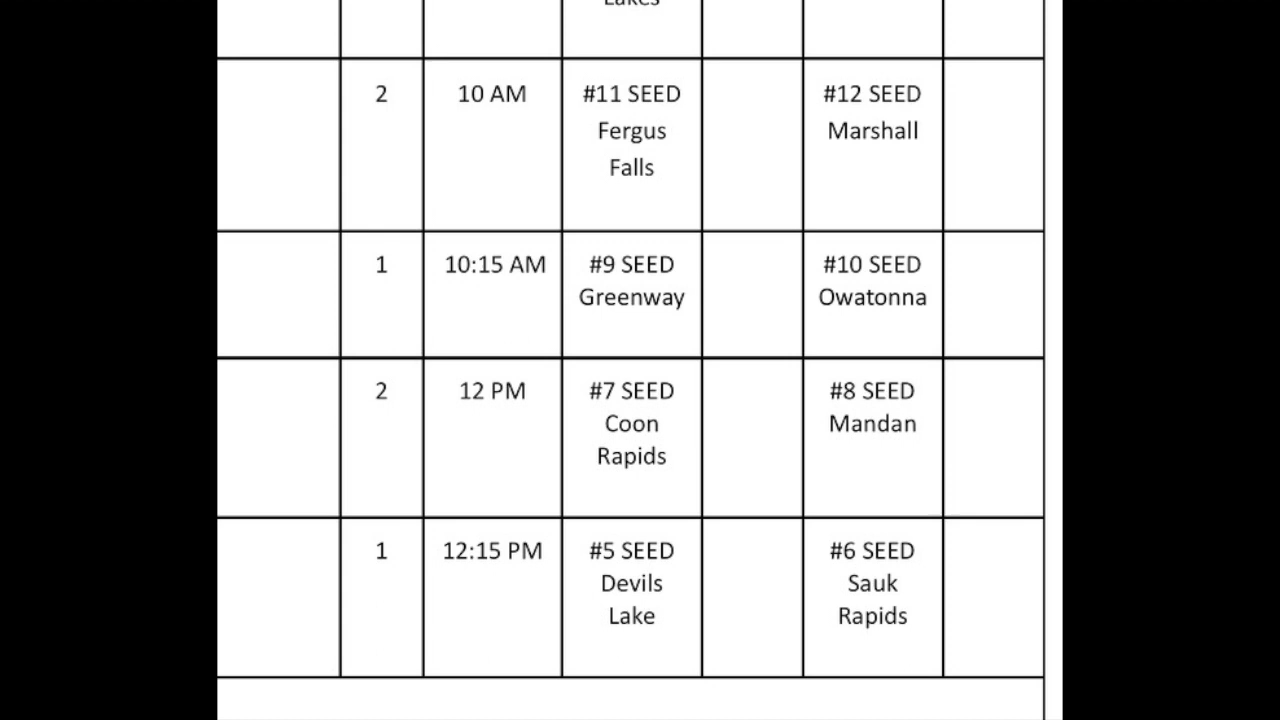 Lakes
2 10 AM #11 SEED #12 SEED
Fergus Marshall
Falls
1 10:15 AM #9 SEED #10 SEED
Greenway Owatonna
2 12 PM #7 SEED #8 SEED
Coon Mandan
Rapids
1 12:15 PM #5 SEED #6 SEED
Devils Sauk
Lake Rapids